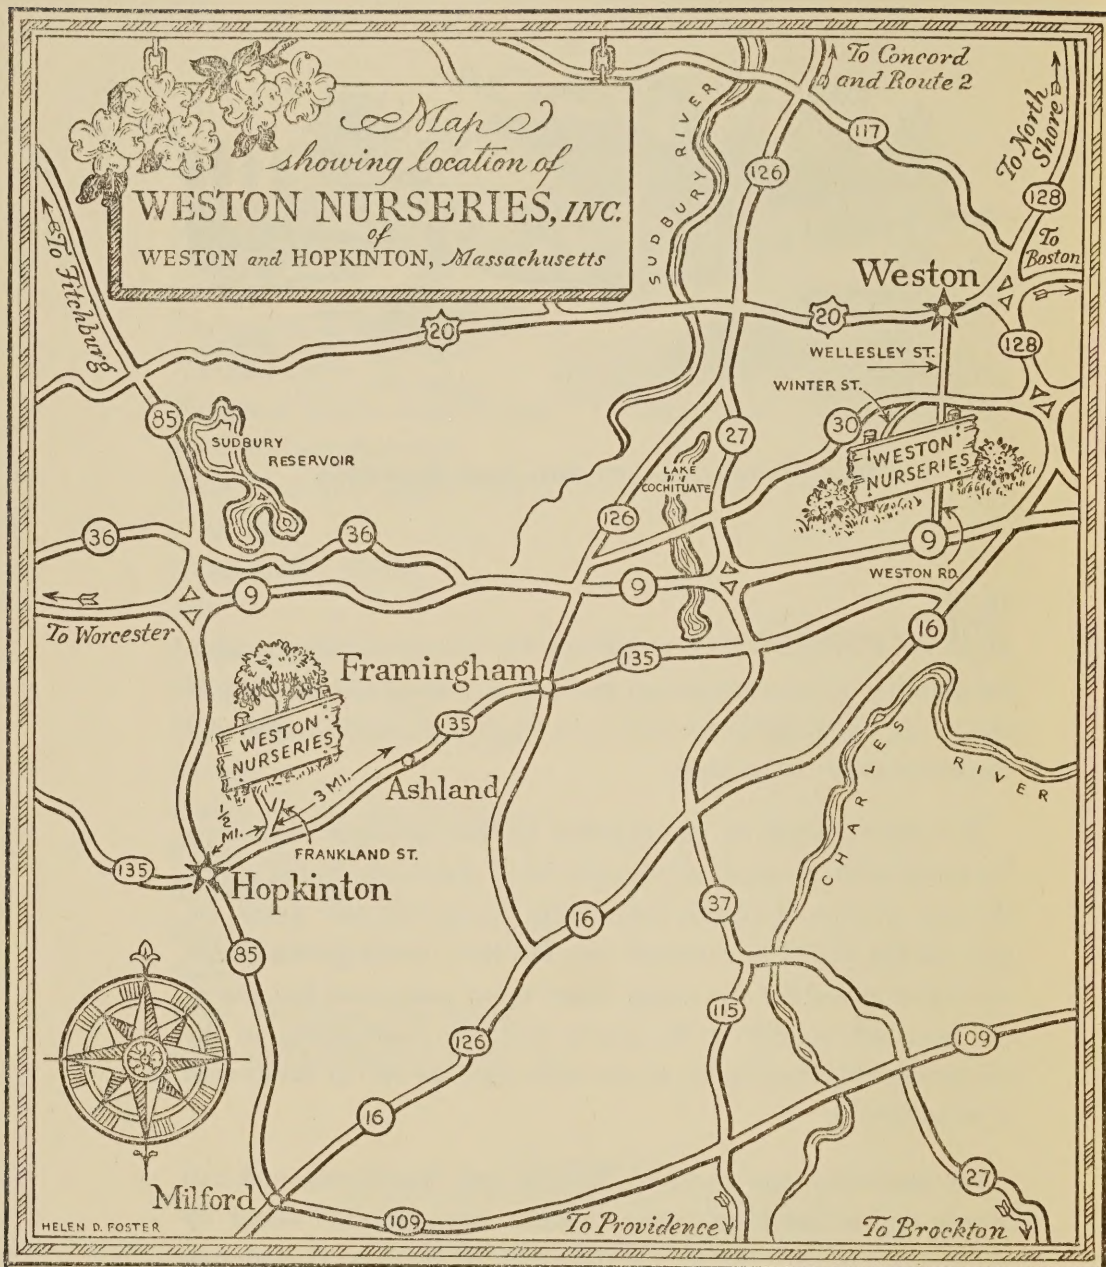 Map
showing location of
WESTON NURSERIES, INC.
of
WESTON and HOPKINTON, Massachusetts
To Concord
and Route 2
To North
Shore
117
126
128
SUDBURY RIVER
To
Boston
To Fitchburg
Weston
20
20
WELLESLEY ST.
128
WINTER ST.
85
30
27
SUDBURY
RESERVOIR
WESTON
NURSERIES
LAKE
COCHITUATE
126
36
36
9
WESTON RD.
9
9
To Worcester
16
Framingham
135
WESTON
NURSERIES
135
CHARLES RIVER
3 MI.
Ashland
1/2
MI.
FRANKLAND ST.
135
Hopkinton
37
16
85
115
126
109
16
Milford
27
109
To Providence
To Brockton
HELEN D. FOSTER